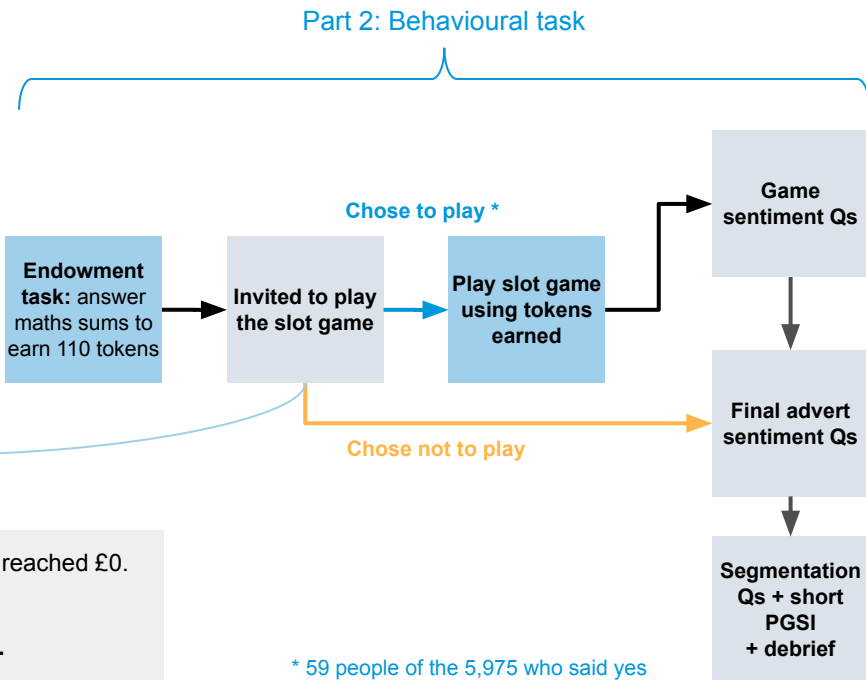 Part 2: Behavioural task
Game
sentiment Qs
Chose to play *
Endowment
task: answer
maths sums to
earn 110 tokens
Invited to play
the slot game
Play slot game
using tokens
earned
Final advert
sentiment Qs
Chose not to play
reached £0.
Segmentation
Qs + short
PGSI
+ debrief
* 59 people of the 5,975 who said yes